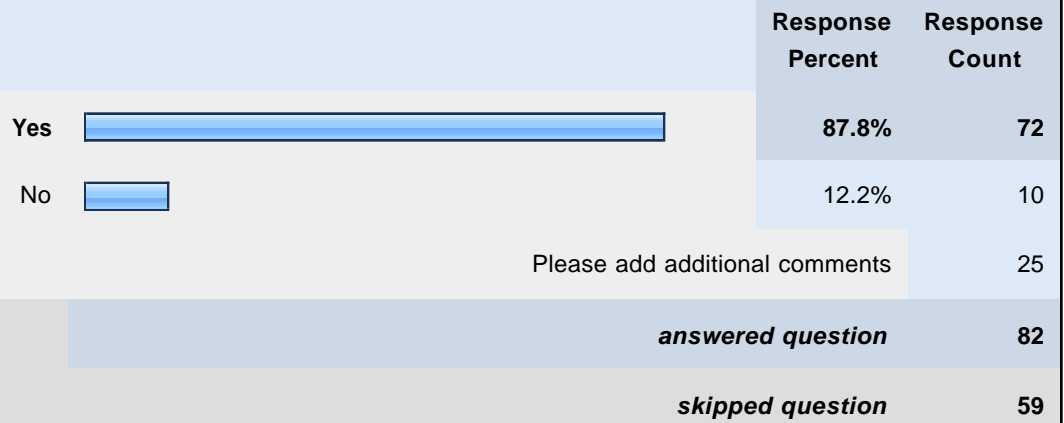 Response Response
Percent Count
Yes 87.8% 72
No 12.2% 10
Please add additional comments 25
answered question 82
skipped question 59